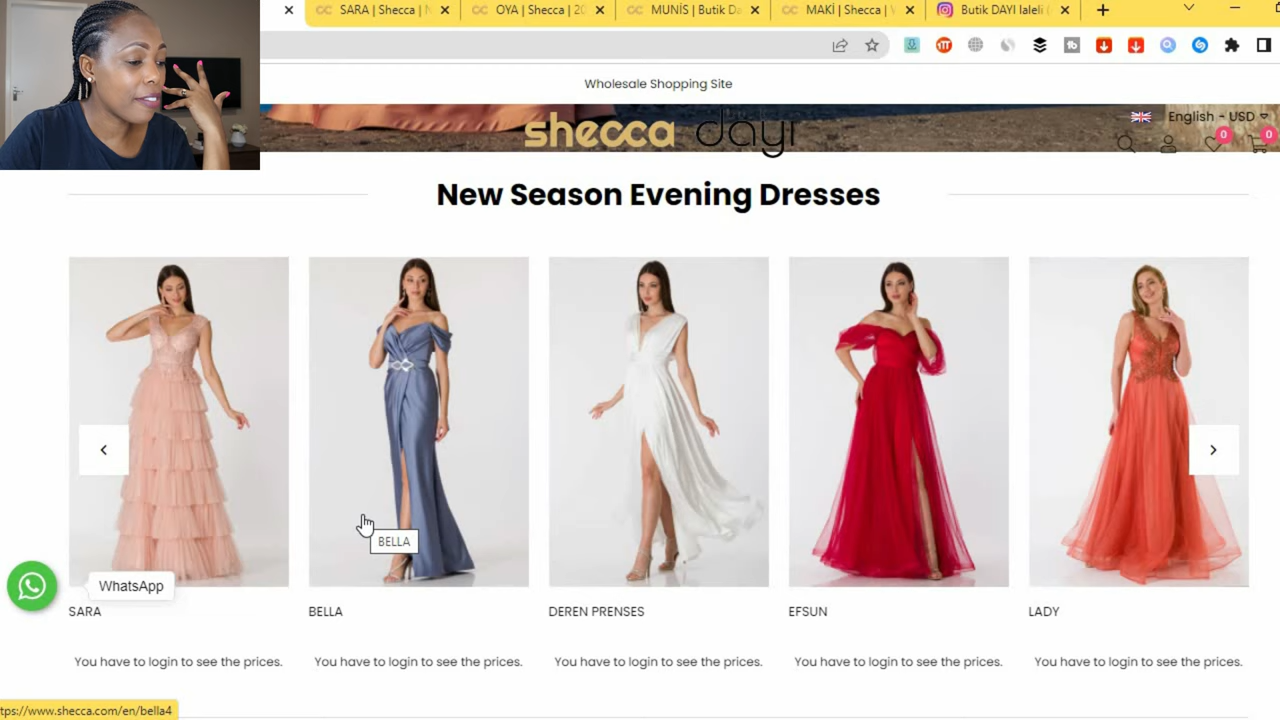 SARA | Shecca | N
OYA | Shecca | 20
MUNİS | Butik Da
MAKİ | Shecca | V
Butik DAYI laleli (
Wholesale Shopping Site
shecca dayı
English - USD
0
0
New Season Evening Dresses
BELLA
WhatsApp
SARA
BELLA
DEREN PRENSES
EFSUN
LADY
You have to login to see the prices.
You have to login to see the prices.
You have to login to see the prices.
You have to login to see the prices.
You have to login to see the prices.
tps://www.shecca.com/en/bella4